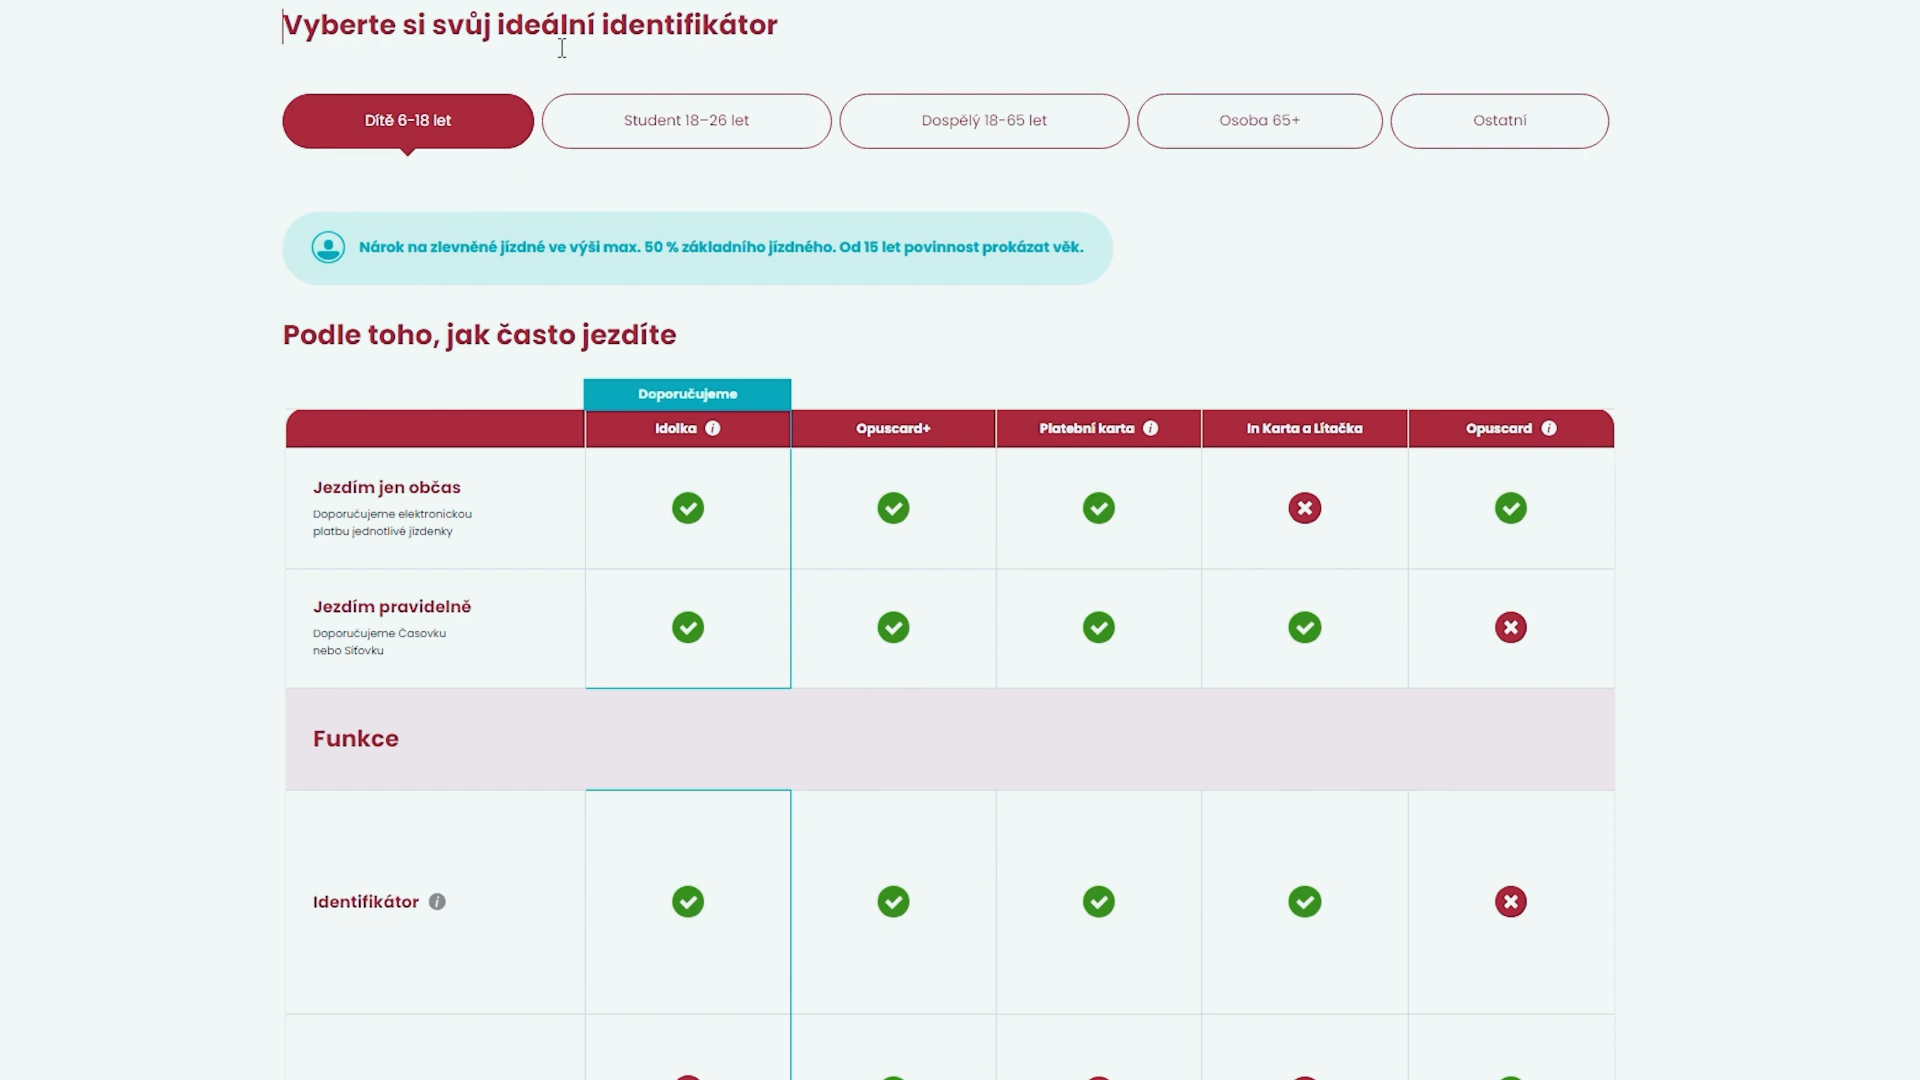 Vyberte si svůj ideální identifikátor
Dítě 6-18 let
Student 18–26 let
Dospělý 18-65 let
Osoba 65+
Ostatní
Nárok na zlevněné jízdné ve výši max. 50 % základního jízdného. Od 15 let povinnost prokázat věk.
Podle toho, jak často jezdíte
Doporučujeme
Idolka
Opuscard+
Platební karta
In Karta a Lítačka
Opuscard
Jezdím jen občas
Doporučujeme elektronickou
platbu jednotlivé jízdenky
Jezdím pravidelně
Doporučujeme Časovku
nebo Síťovku
Funkce
Identifikátor